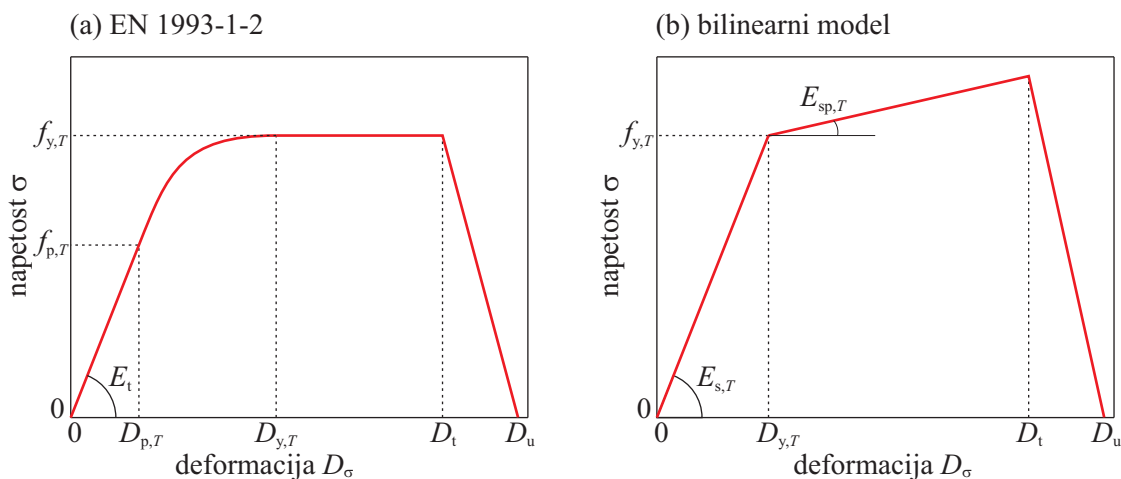 (a) EN 1993-1-2
napetost σ
f_y,T
f_p,T
E_t
0
0
D_p,T
D_y,T
D_t
D_u
deformacija D_σ
(b) bilinearni model
napetost σ
f_y,T
E_sp,T
E_s,T
0
0
D_y,T
D_t
D_u
deformacija D_σ